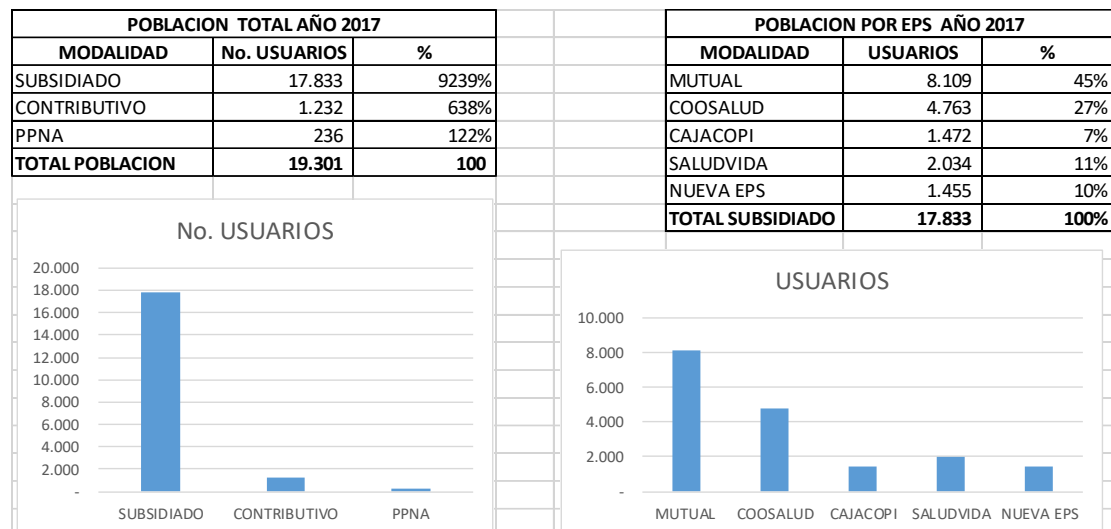 POBLACION TOTAL AÑO 2017
MODALIDAD No. USUARIOS %
SUBSIDIADO 17.833 9239%
CONTRIBUTIVO 1.232 638%
PPNA 236 122%
TOTAL POBLACION 19.301 100
No. USUARIOS
20.000
18.000
16.000
14.000
12.000
10.000
8.000
6.000
4.000
2.000
-
SUBSIDIADO CONTRIBUTIVO PPNA
POBLACION POR EPS AÑO 2017
MODALIDAD USUARIOS %
MUTUAL 8.109 45%
COOSALUD 4.763 27%
CAJACOPI 1.472 7%
SALUDVIDA 2.034 11%
NUEVA EPS 1.455 10%
TOTAL SUBSIDIADO 17.833 100%
USUARIOS
10.000
8.000
6.000
4.000
2.000
-
MUTUAL COOSALUD CAJACOPI SALUDVIDA NUEVA EPS